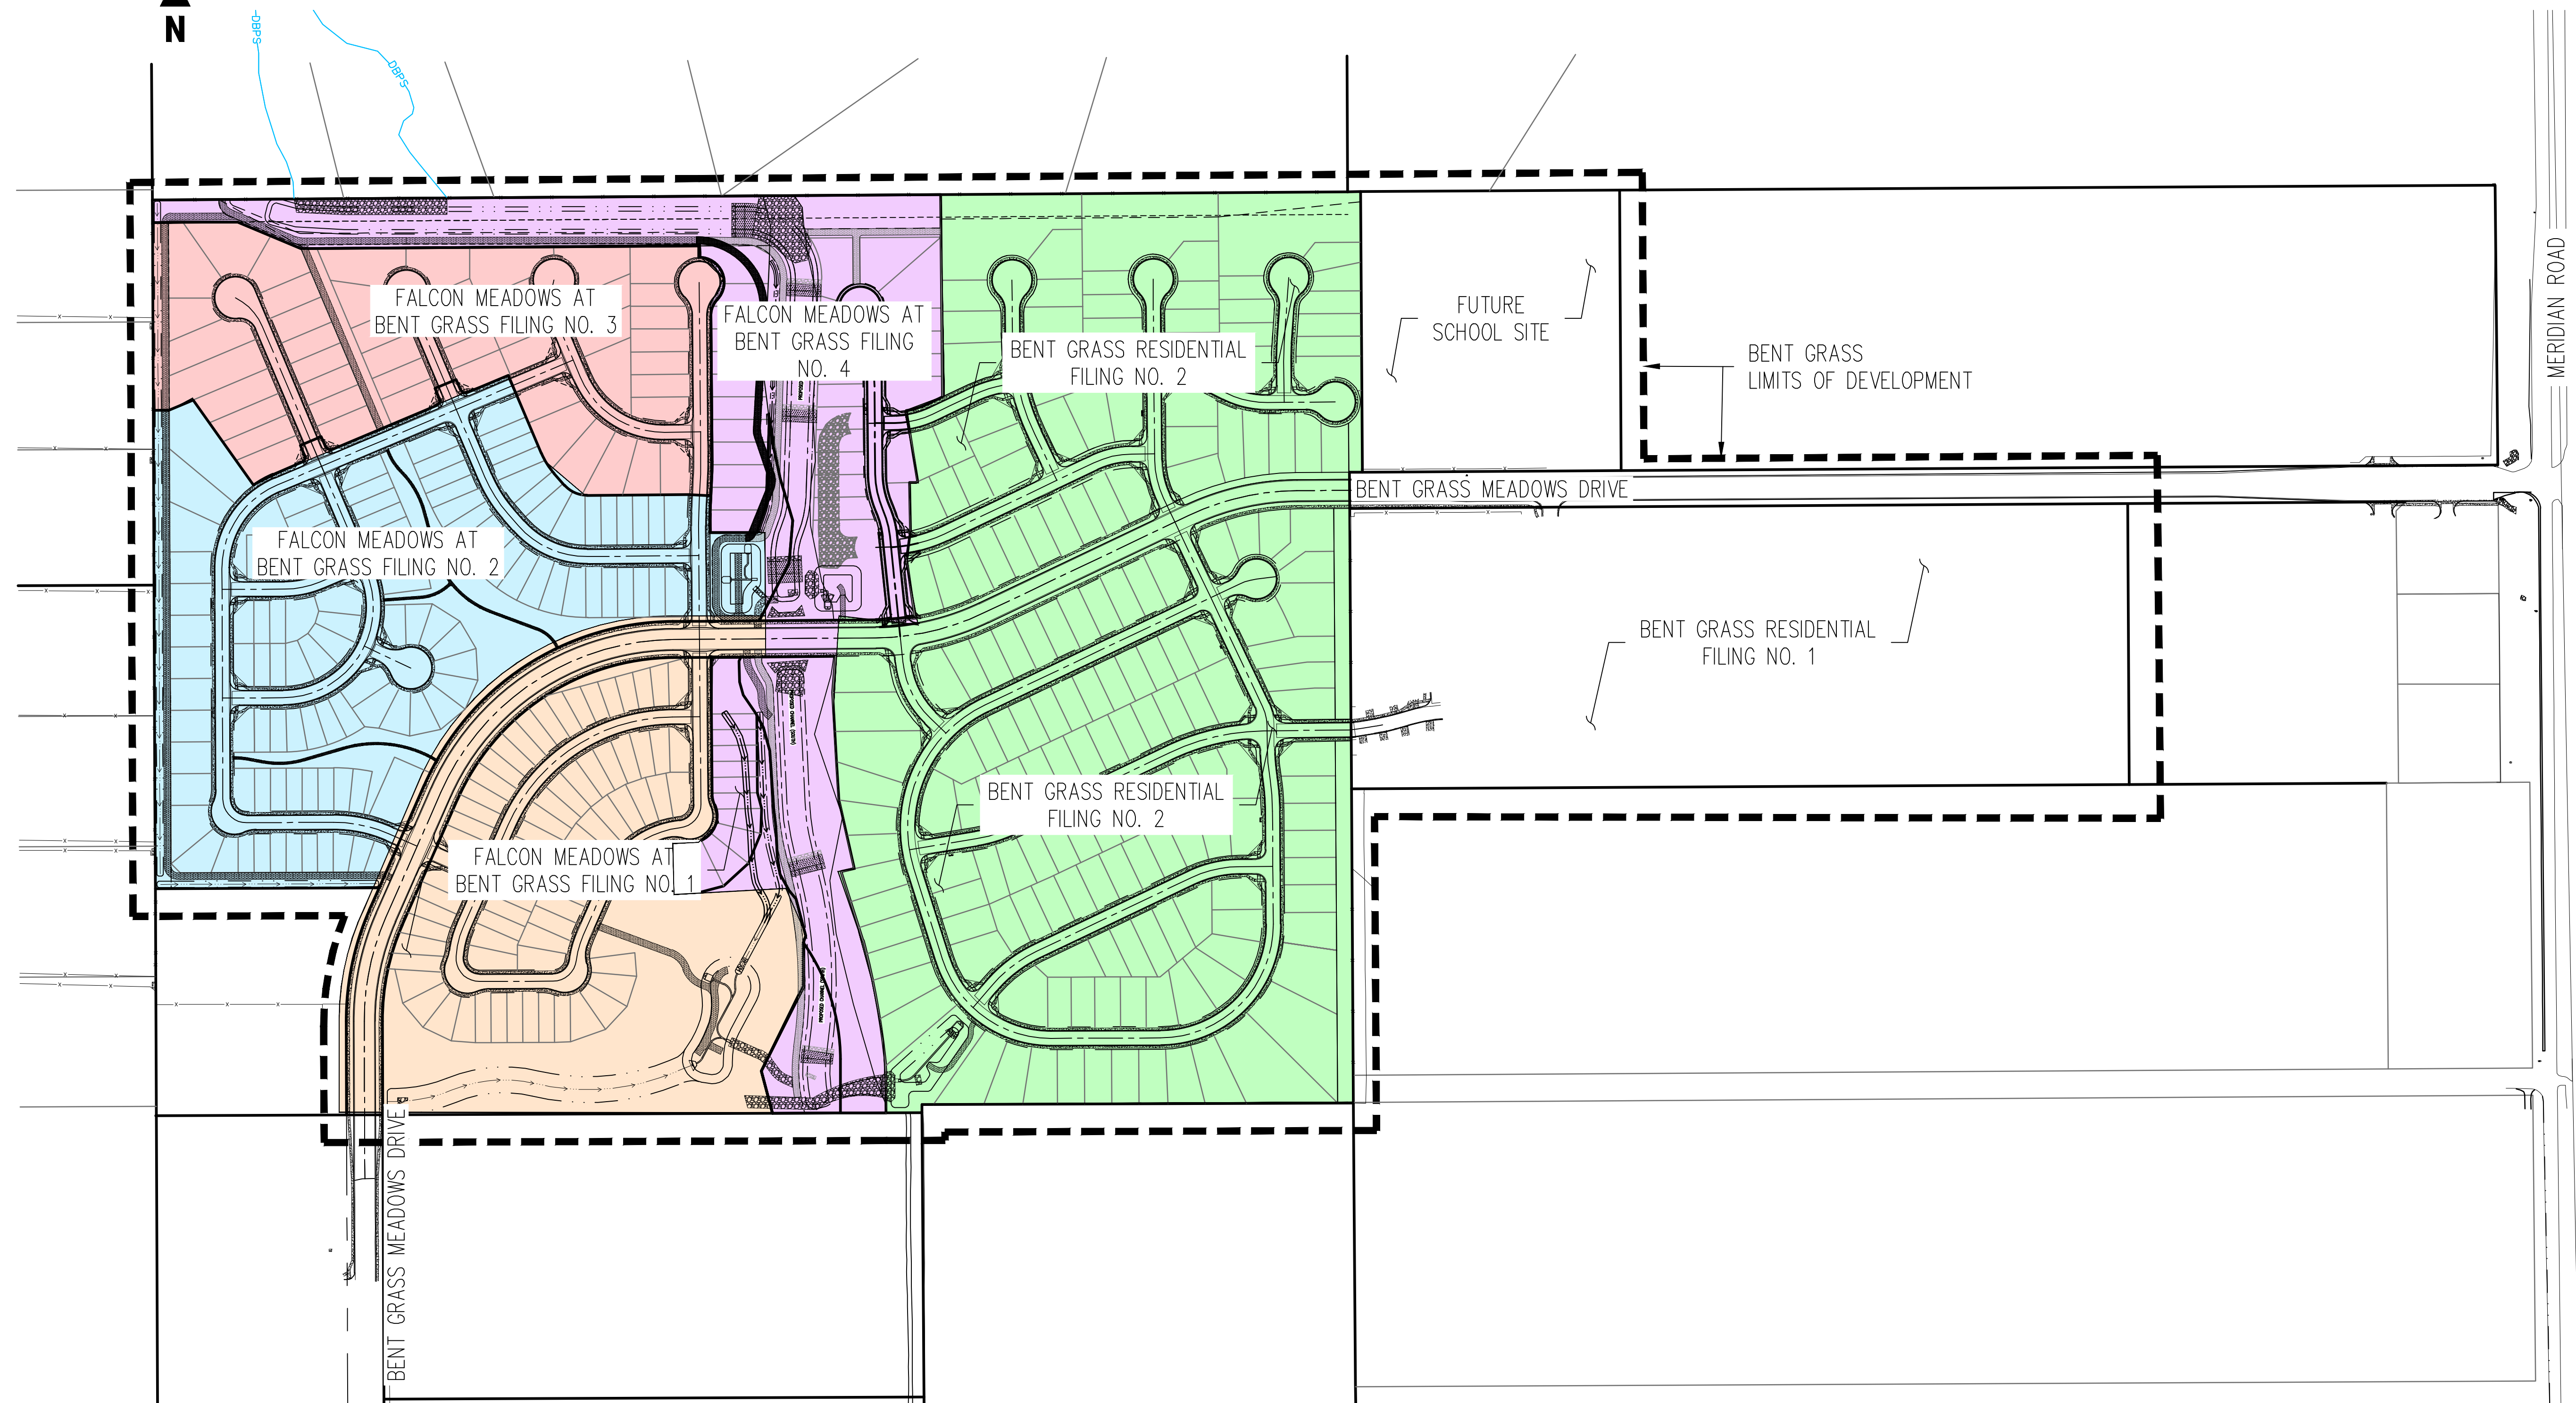 N
DBPS
DBPS
FALCON MEADOWS AT
BENT GRASS FILING NO. 3
FALCON MEADOWS AT
BENT GRASS FILING
NO. 4
BENT GRASS RESIDENTIAL
FILING NO. 2
FUTURE
SCHOOL SITE
BENT GRASS
LIMITS OF DEVELOPMENT
MERIDIAN ROAD
BENT GRASS MEADOWS DRIVE
FALCON MEADOWS AT
BENT GRASS FILING NO. 2
BENT GRASS RESIDENTIAL
FILING NO. 1
BENT GRASS RESIDENTIAL
FILING NO. 2
FALCON MEADOWS AT
BENT GRASS FILING NO. 1
BENT GRASS MEADOWS DRIVE